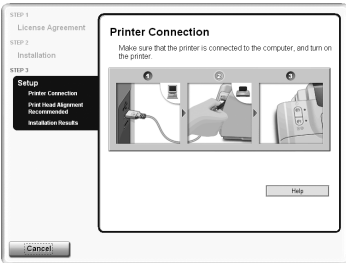 STEP 1
License Agreement
STEP 2
Installation
STEP 3
Setup
Printer Connection
Print Head Alignment
Recommended
Installation Results
Printer Connection
Make sure that the printer is connected to the computer, and turn on
the printer.
1
2
3
Help
Cancel